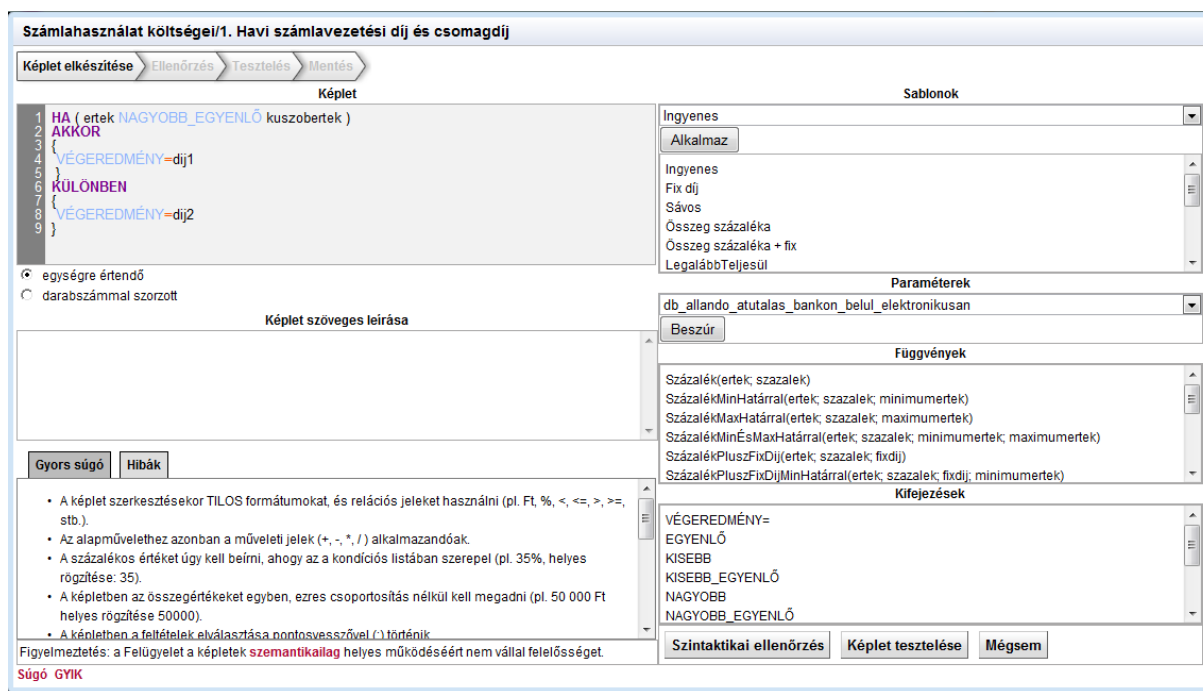 Számlahasználat költségei/1. Havi számlavezetési díj és csomagdíj
Képlet elkészítése Ellenőrzés Tesztelés Mentés
Képlet
1 HA ( ertek NAGYOBB_EGYENLŐ kuszobertek )
2 AKKOR
3 {
4 VÉGEREDMÉNY=dij1
5 }
6 KÜLÖNBEN
7 {
8 VÉGEREDMÉNY=dij2
9 }
egységre értendő
darabszámmal szorzott
Képlet szöveges leírása
Gyors súgó Hibák
• A képlet szerkesztésekor TILOS formátumokat, és relációs jeleket használni (pl. Ft, %, <, <=, >, >=,
stb.).
• Az alapművelethez azonban a műveleti jelek (+, -, *, / ) alkalmazandóak.
• A százalékos értéket úgy kell beírni, ahogy az a kondíciós listában szerepel (pl. 35%, helyes
rögzítése: 35).
• A képletben az összegértékeket egyben, ezres csoportosítás nélkül kell megadni (pl. 50 000 Ft
helyes rögzítése 50000).
• A képletben a feltételek elválasztása pontosvesszővel (;) történik
Figyelmeztetés: a Felügyelet a képletek szemantikailag helyes működéséért nem vállal felelősséget.
Súgó GYIK
Sablonok
Ingyenes
Alkalmaz
Ingyenes
Fix díj
Sávos
Összeg százaléka
Összeg százaléka + fix
LegalábbTeljesül
Paraméterek
db_allando_atutalas_bankon_belul_elektronikusan
Beszúr
Függvények
Százalék(ertek; szazalek)
SzázalékMinHatárral(ertek; szazalek; minimumertek)
SzázalékMaxHatárral(ertek; szazalek; maximumertek)
SzázalékMinÉsMaxHatárral(ertek; szazalek; minimumertek; maximumertek)
SzázalékPluszFixDij(ertek; szazalek; fixdij)
SzázalékPluszFixDijMinHatárral(ertek; szazalek; fixdij; minimumertek)
Kifejezések
VÉGEREDMÉNY=
EGYENLŐ
KISEBB
KISEBB_EGYENLŐ
NAGYOBB
NAGYOBB_EGYENLŐ
Szintaktikai ellenőrzés Képlet tesztelése Mégsem